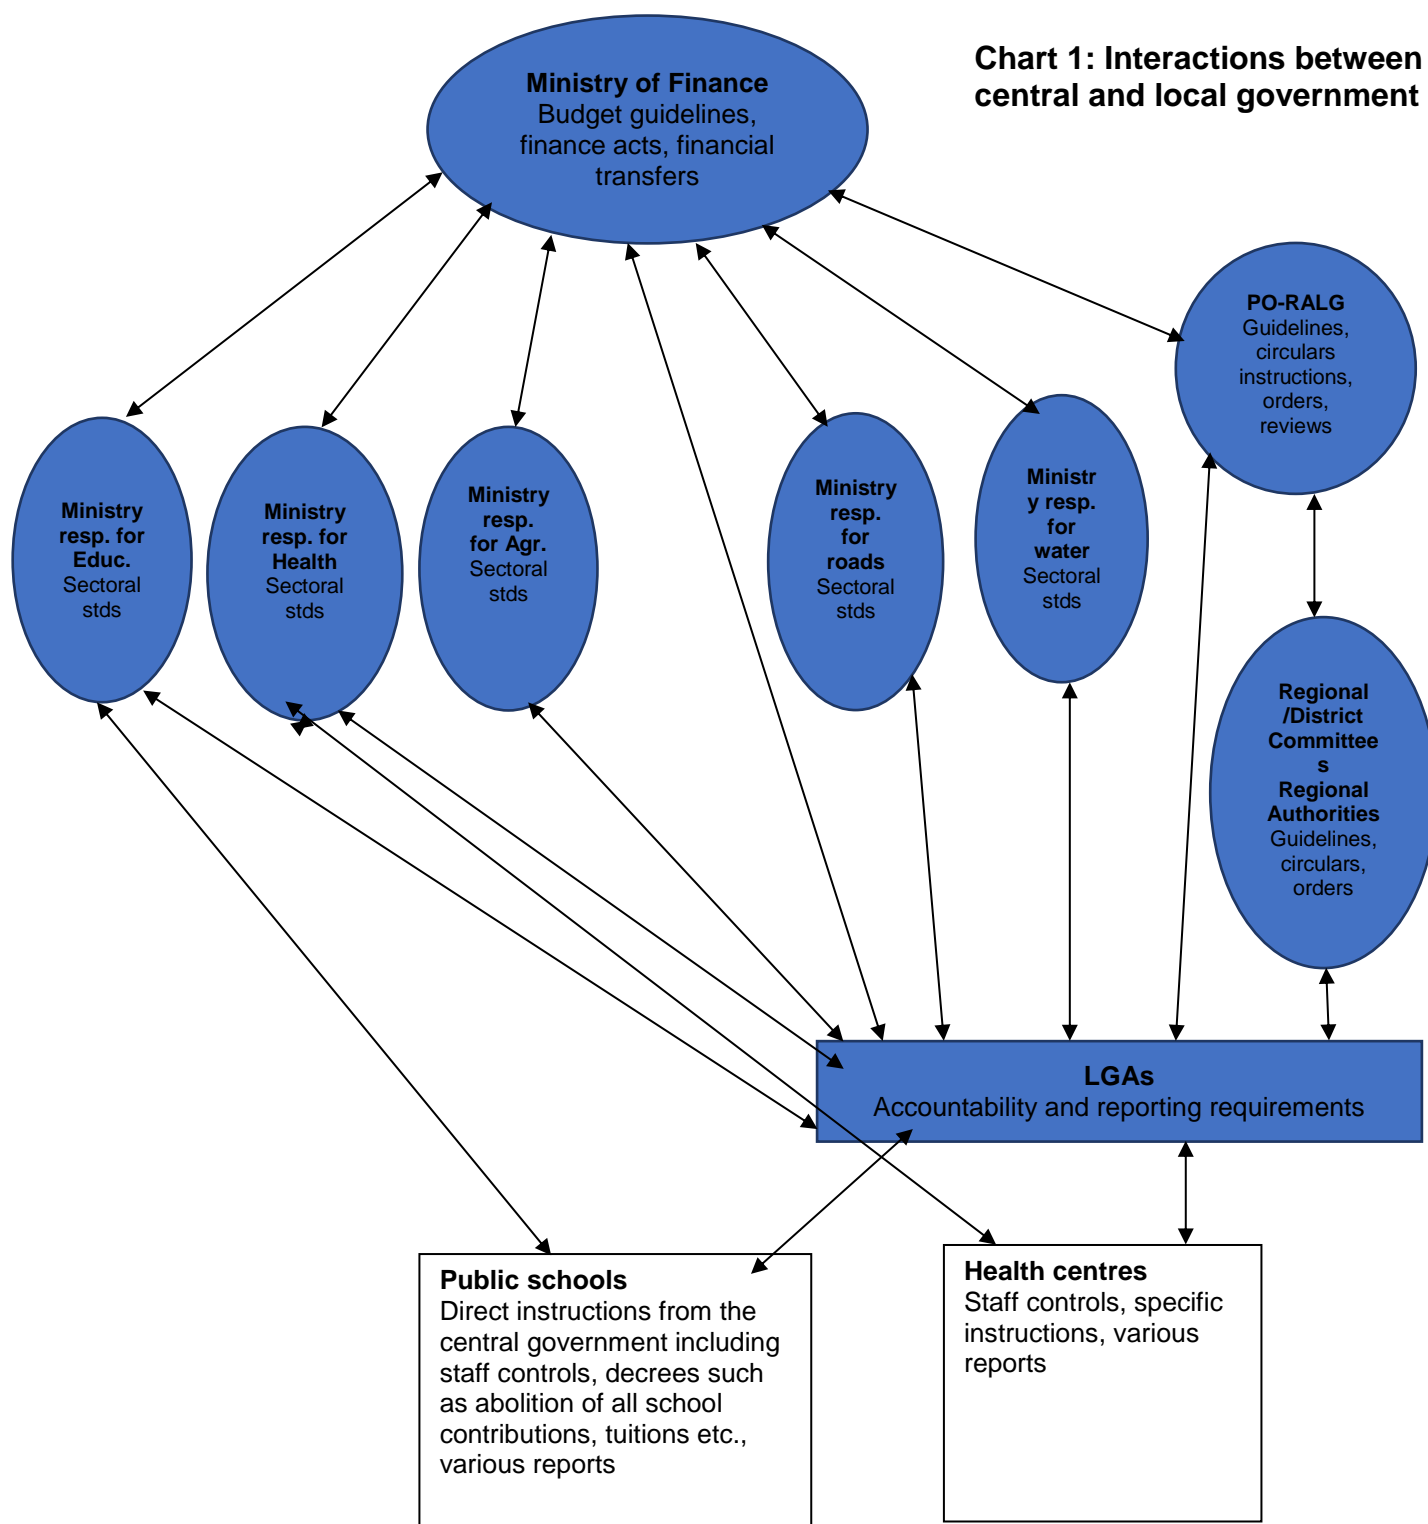 Chart 1: Interactions between
central and local government
Ministry of Finance
Budget guidelines,
finance acts, financial
transfers
PO-RALG
Guidelines,
circulars
instructions,
orders,
reviews
Ministry
resp. for
Educ.
Sectoral
stds
Ministry
resp. for
Health
Sectoral
stds
Ministry
resp.
for Agr.
Sectoral
stds
Ministry
resp.
for
roads
Sectoral
stds
Ministr
y resp.
for
water
Sectoral
stds
Regional
/District
Committee
s
Regional
Authorities
Guidelines,
circulars,
orders
LGAs
Accountability and reporting requirements
Public schools
Direct instructions from the
central government including
staff controls, decrees such
as abolition of all school
contributions, tuitions etc.,
various reports
Health centres
Staff controls, specific
instructions, various
reports